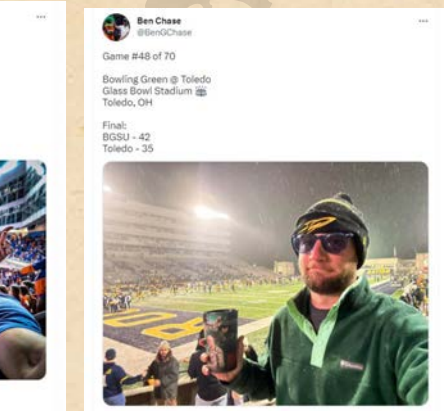 Ben Chase
@BenGChase
Game #48 of 70
Bowling Green @ Toledo
Glass Bowl Stadium 🏟️
Toledo, OH
Final:
BGSU - 42
Toledo - 35
Columbia